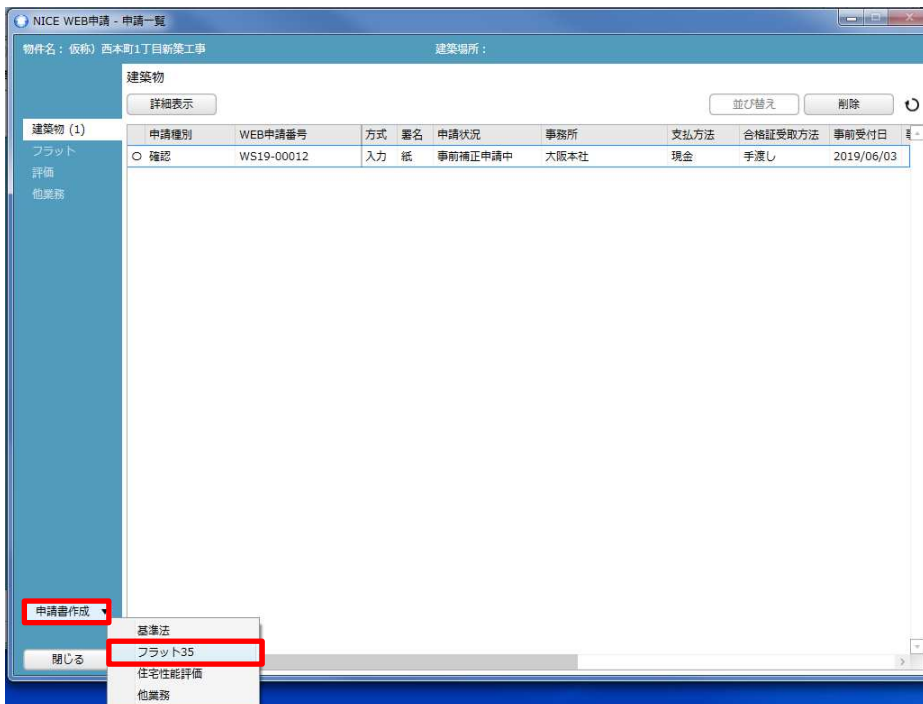 NICE WEB申請 - 申請一覧
物件名： 仮称）西本町1丁目新築工事 建築場所：
建築物
詳細表示 並び替え 削除
建築物 (1)
フラット
評価
他業務
申請種別 WEB申請番号 方式 署名 申請状況 事務所 支払方法 合格証受取方法 事前受付日
確認 WS19-00012 入力 紙 事前補正申請中 大阪本社 現金 手渡し 2019/06/03
申請書作成 ▼
基準法
フラット35
住宅性能評価
他業務
閉じる